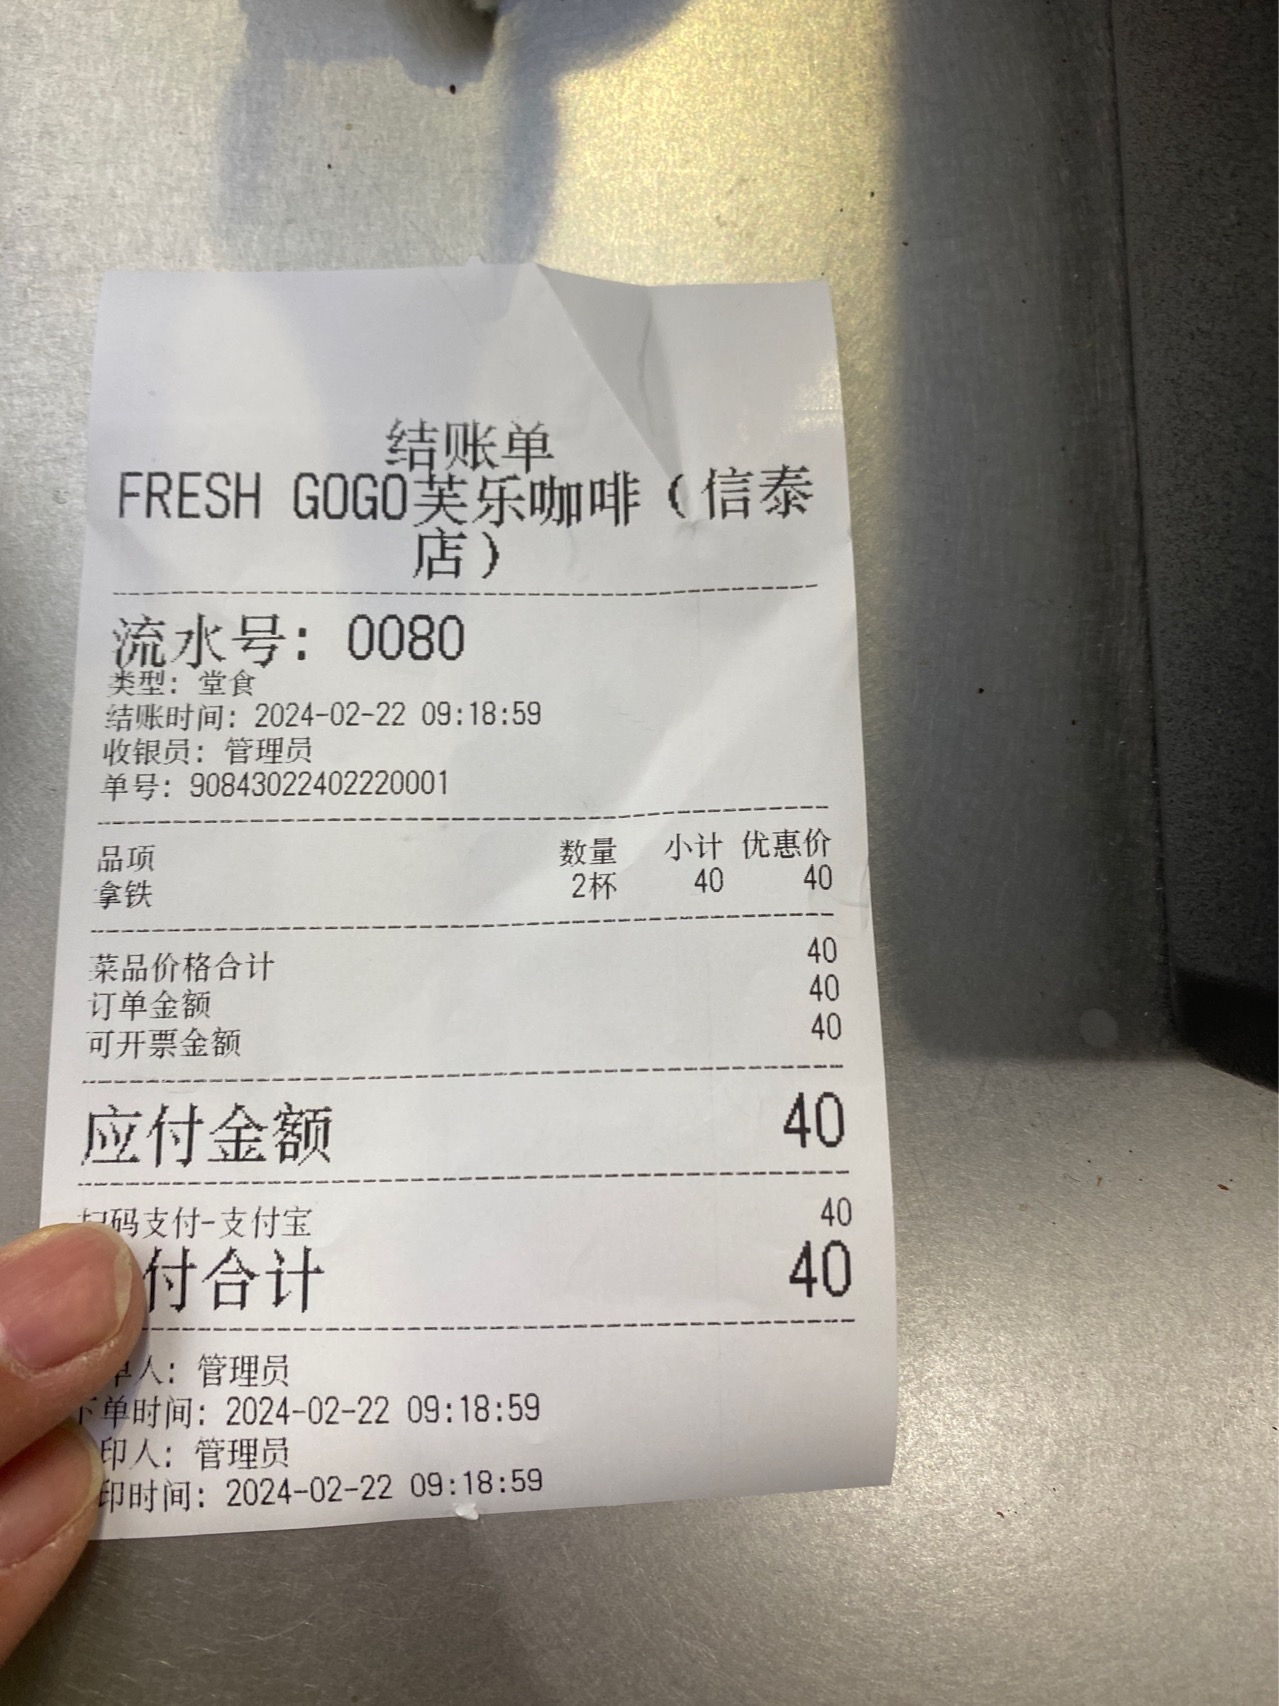 结账单
FRESH GOGO芙乐咖啡（信泰
店）
流水号: 0080
类型: 堂食
结账时间: 2024-02-22 09:18:59
收银员: 管理员
单号: 90843022402220001
品项 数量 小计 优惠价
拿铁 2杯 40 40
菜品价格合计 40
订单金额 40
可开票金额 40
应付金额 40
扫码支付-支付宝 40
付合计 40
单人: 管理员
下单时间: 2024-02-22 09:18:59
印人: 管理员
印时间: 2024-02-22 09:18:59